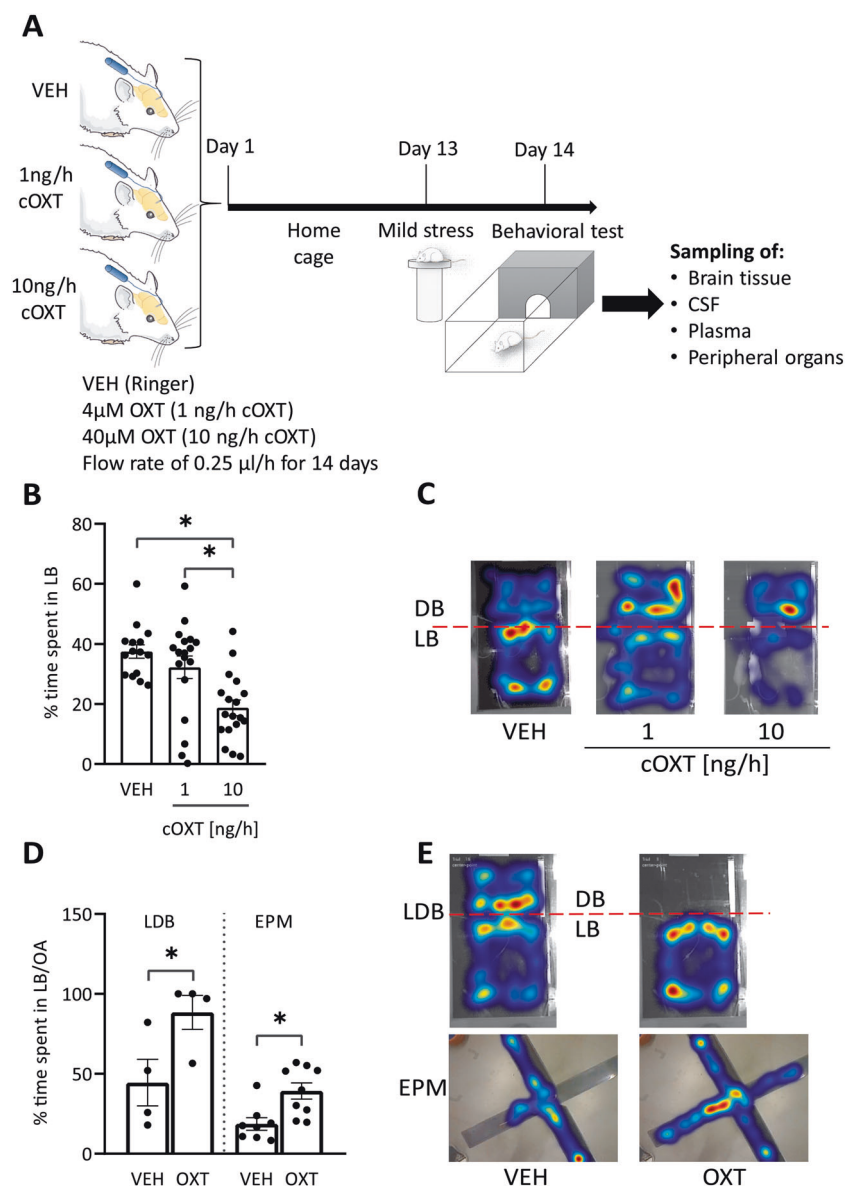 A
VEH
1ng/h
cOXT
10ng/h
cOXT
Day 1
Day 13
Day 14
Home
cage
Mild stress
Behavioral test
Sampling of:
• Brain tissue
• CSF
• Plasma
• Peripheral organs
VEH (Ringer)
4µM OXT (1 ng/h cOXT)
40µM OXT (10 ng/h cOXT)
Flow rate of 0.25 µl/h for 14 days
B
% time spent in LB
80
60
40
20
0
*
*
VEH
1
10
cOXT [ng/h]
C
DB
LB
VEH
1
10
cOXT [ng/h]
D
% time spent in LB/OA
150
100
50
0
LDB
EPM
*
*
VEH
OXT
VEH
OXT
E
LDB
DB
LB
EPM
VEH
OXT